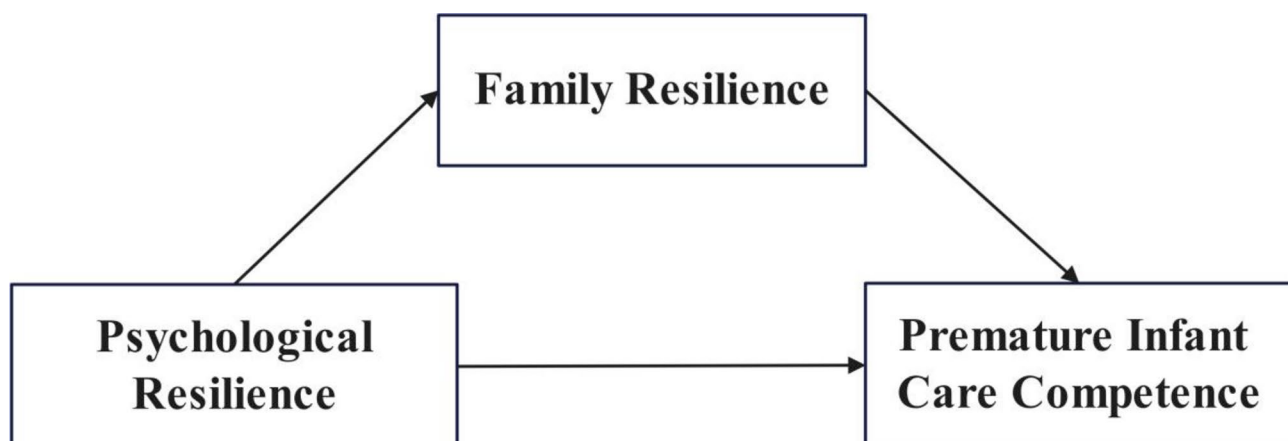 Family Resilience
Psychological
Resilience
Premature Infant
Care Competence